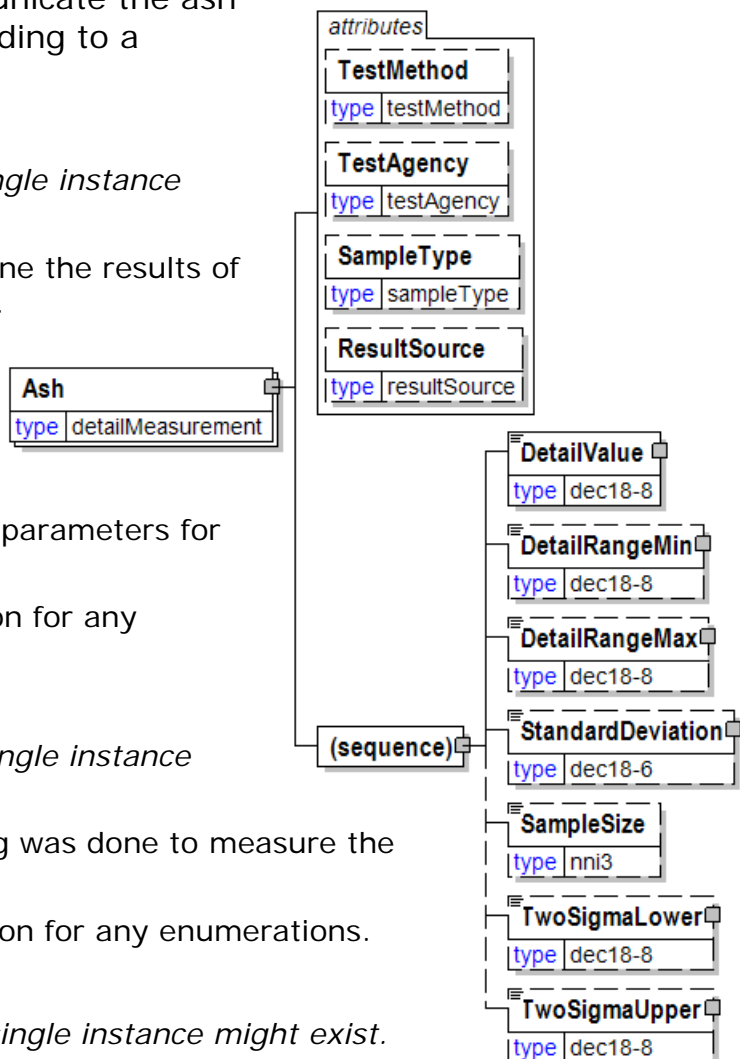 unicate the ash
ding to a
ngle instance
ne the results of
.
parameters for
on for any
ngle instance
g was done to measure the
on for any enumerations.
single instance might exist.
attributes
TestMethod
type testMethod
TestAgency
type testAgency
SampleType
type sampleType
ResultSource
type resultSource
Ash
type detailMeasurement
(sequence)
DetailValue
type dec18-8
DetailRangeMin
type dec18-8
DetailRangeMax
type dec18-8
StandardDeviation
type dec18-6
SampleSize
type nni3
TwoSigmaLower
type dec18-8
TwoSigmaUpper
type dec18-8